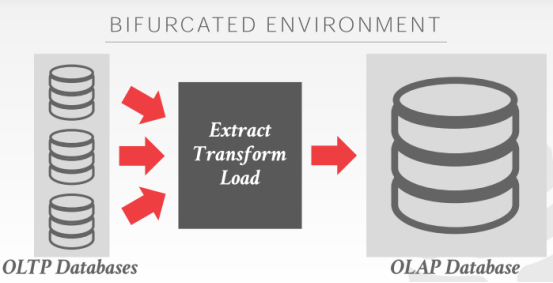 BIFURCATED ENVIRONMENT
Extract
Transform
Load
OLTP Databases
OLAP Database